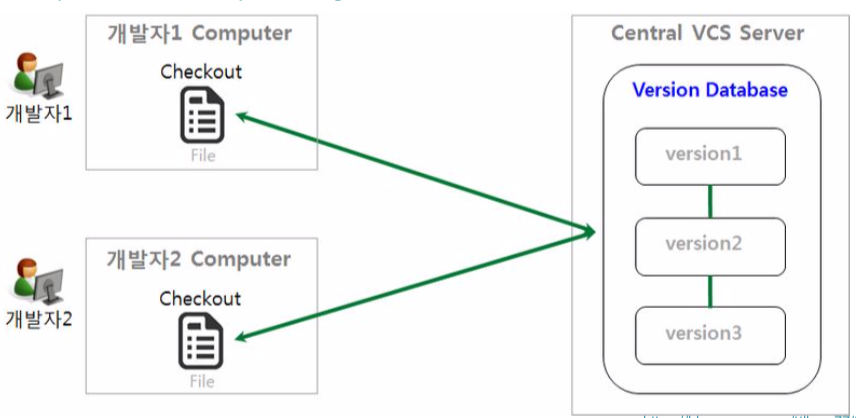 개발자1 Computer
Checkout
File
개발자1
개발자2 Computer
Checkout
File
개발자2
Central VCS Server
Version Database
version1
version2
version3